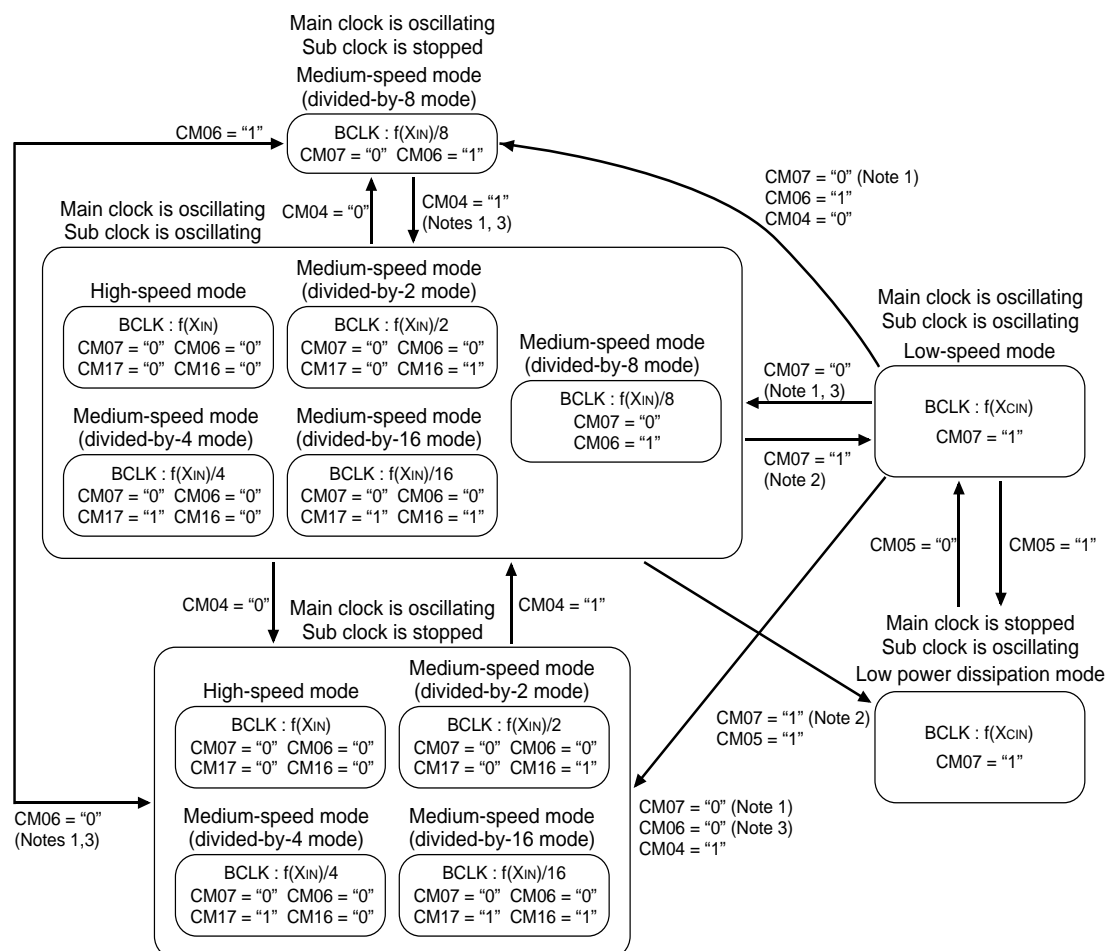 Main clock is oscillating
Sub clock is stopped
Medium-speed mode
(divided-by-8 mode)
CM06 = “1”
BCLK : f(XIN)/8
CM07 = “0” CM06 = “1”
CM07 = “0” (Note 1)
CM06 = “1”
CM04 = “0”
Main clock is oscillating
Sub clock is oscillating
CM04 = “0”
CM04 = “1”
(Notes 1, 3)
High-speed mode
BCLK : f(XIN)
CM07 = “0” CM06 = “0”
CM17 = “0” CM16 = “0”
Medium-speed mode
(divided-by-2 mode)
BCLK : f(XIN)/2
CM07 = “0” CM06 = “0”
CM17 = “0” CM16 = “1”
Medium-speed mode
(divided-by-8 mode)
BCLK : f(XIN)/8
CM07 = “0”
CM06 = “1”
Medium-speed mode
(divided-by-4 mode)
BCLK : f(XIN)/4
CM07 = “0” CM06 = “0”
CM17 = “1” CM16 = “0”
Medium-speed mode
(divided-by-16 mode)
BCLK : f(XIN)/16
CM07 = “0” CM06 = “0”
CM17 = “1” CM16 = “1”
CM07 = “0”
(Note 1, 3)
CM07 = “1”
(Note 2)
Main clock is oscillating
Sub clock is oscillating
Low-speed mode
BCLK : f(XCIN)
CM07 = “1”
CM05 = “0”
CM05 = “1”
Main clock is stopped
Sub clock is oscillating
Low power dissipation mode
BCLK : f(XCIN)
CM07 = “1”
CM07 = “1” (Note 2)
CM05 = “1”
CM04 = “0”
Main clock is oscillating
Sub clock is stopped
CM04 = “1”
High-speed mode
BCLK : f(XIN)
CM07 = “0” CM06 = “0”
CM17 = “0” CM16 = “0”
Medium-speed mode
(divided-by-2 mode)
BCLK : f(XIN)/2
CM07 = “0” CM06 = “0”
CM17 = “0” CM16 = “1”
Medium-speed mode
(divided-by-4 mode)
BCLK : f(XIN)/4
CM07 = “0” CM06 = “0”
CM17 = “1” CM16 = “0”
Medium-speed mode
(divided-by-16 mode)
BCLK : f(XIN)/16
CM07 = “0” CM06 = “0”
CM17 = “1” CM16 = “1”
CM06 = “0”
(Notes 1,3)
CM07 = “0” (Note 1)
CM06 = “0” (Note 3)
CM04 = “1”